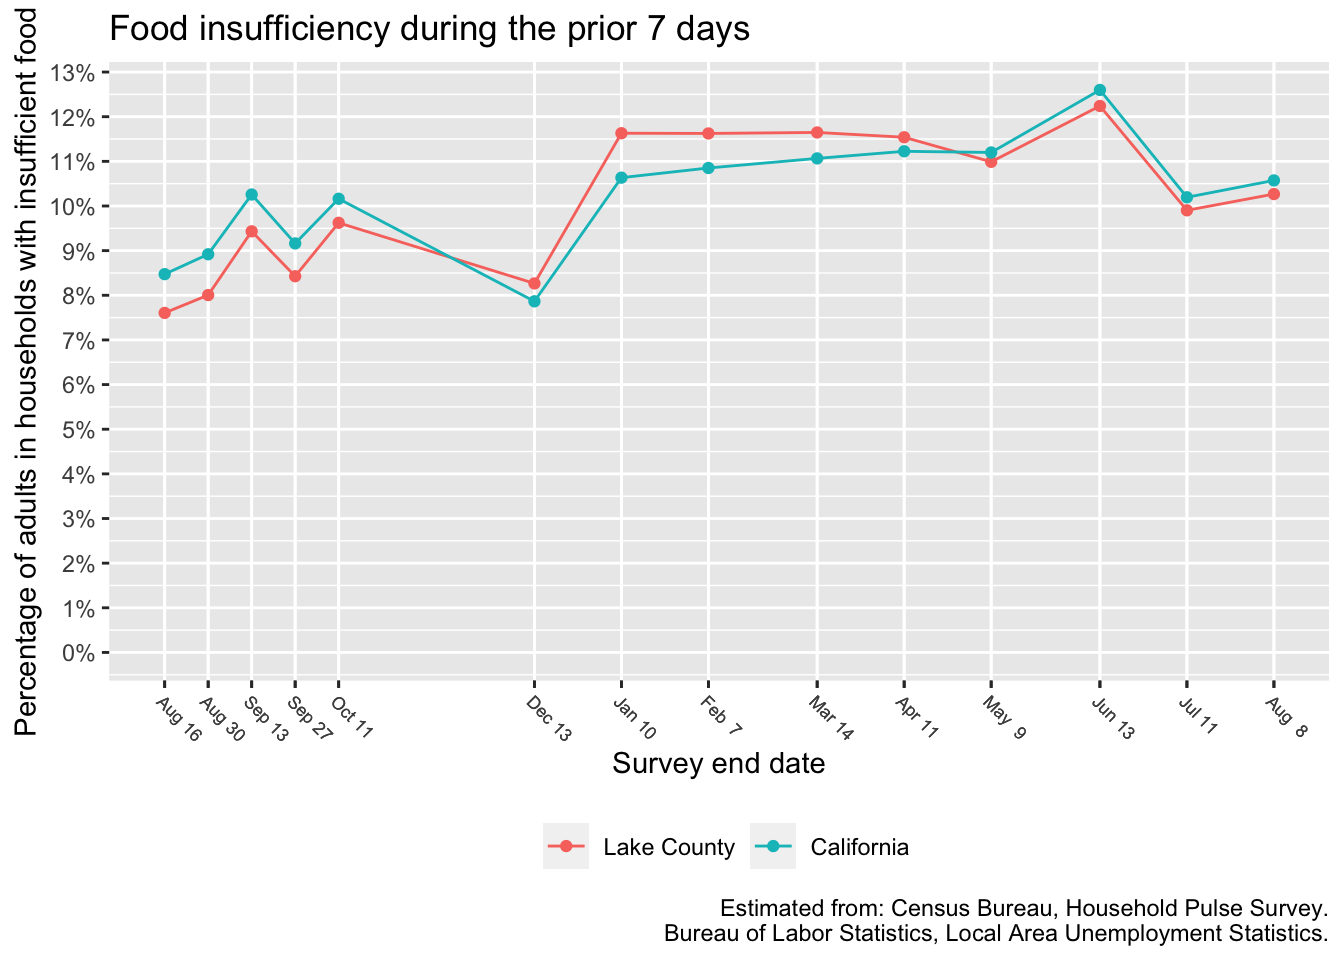 Food insufficiency during the prior 7 days
Percentage of adults in households with insufficient food
13%
12%
11%
10%
9%
8%
7%
6%
5%
4%
3%
2%
1%
0%
Aug 16
Aug 30
Sep 13
Sep 27
Oct 11
Dec 13
Jan 10
Feb 7
Mar 14
Apr 11
May 9
Jun 13
Jul 11
Aug 8
Survey end date
Lake County
California
Estimated from: Census Bureau, Household Pulse Survey.
Bureau of Labor Statistics, Local Area Unemployment Statistics.